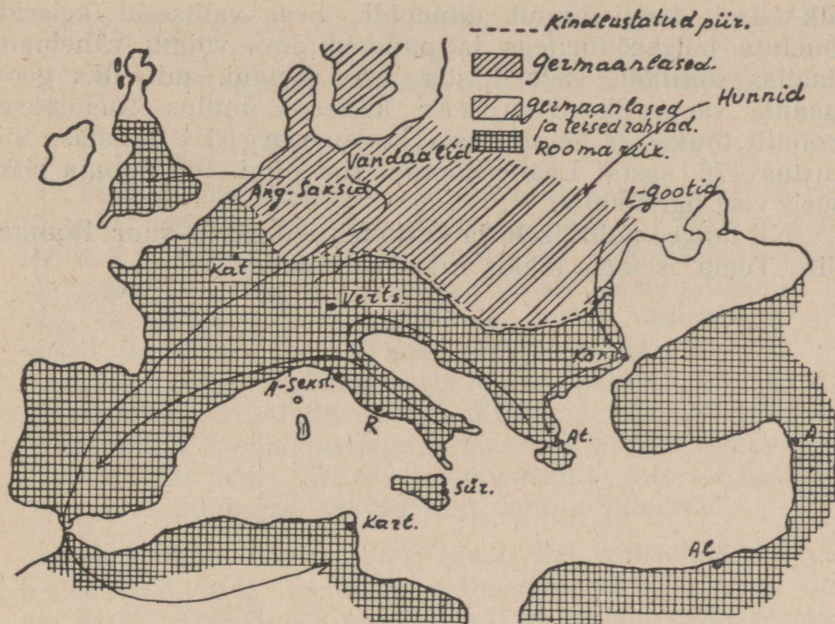 Kindlustatud piir.
Germaanlased.
germaanlased
ja teised rahvad.
Rooma riik.
Hunnid
Vandaalid
Ang-Saksid
L-gootid
Kat
Verts.
Konst.
A-Sekst.
R
At.
A
Sür.
Kart.
Al